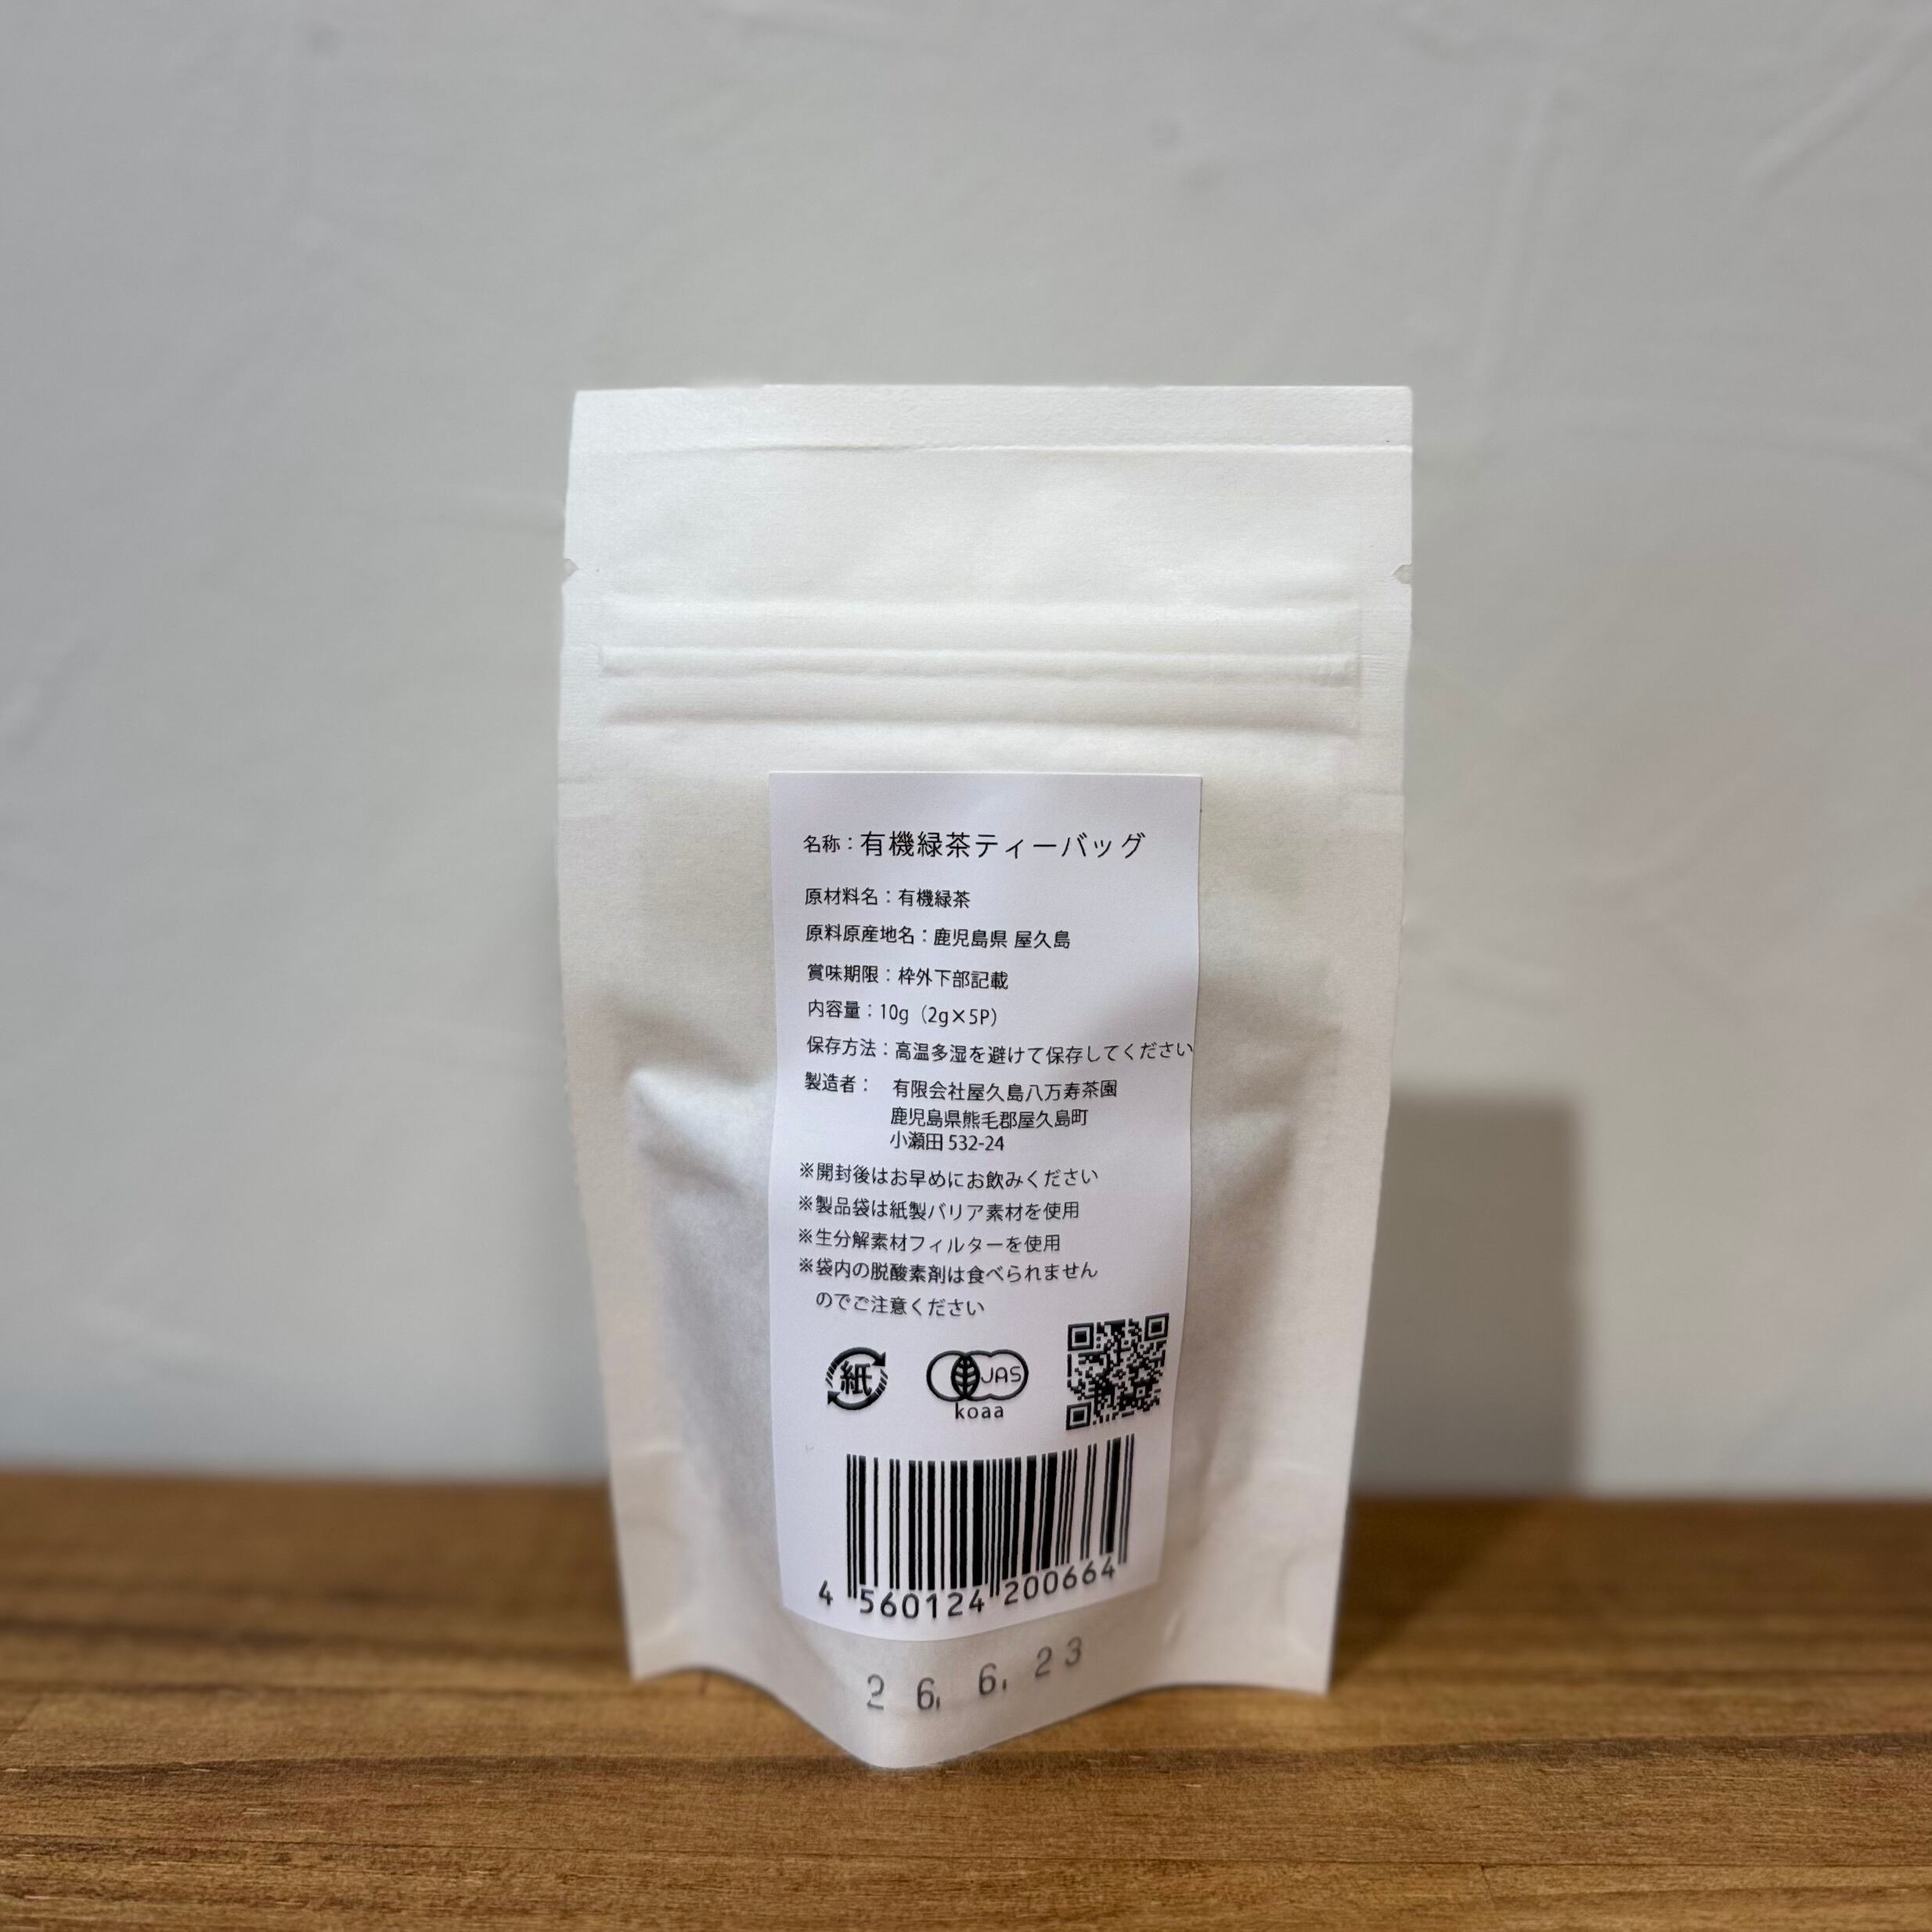 名称：有機緑茶ティーバッグ
原材料名：有機緑茶
原料原産地名：鹿児島県 屋久島
賞味期限：枠外下部記載
内容量：10g（2g×5P）
保存方法：高温多湿を避けて保存してください
製造者： 有限会社屋久島八万寿茶園
鹿児島県熊毛郡屋久島町
小瀬田 532-24
※開封後はお早めにお飲みください
※製品袋は紙製バリア素材を使用
※生分解素材フィルターを使用
※袋内の脱酸素剤は食べられません
のでご注意ください
紙
JAS
koaa
4 560124 200664
26. 6. 23